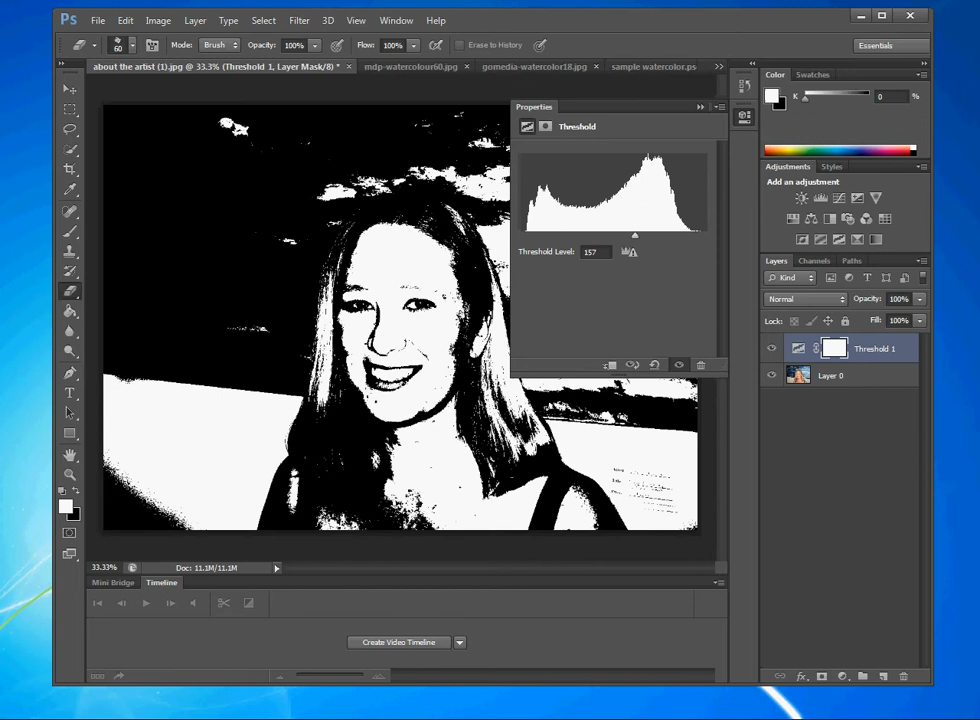 Ps File Edit Image Layer Type Select Filter 3D View Window Help
60 Mode: Brush Opacity: 100% Flow: 100% Erase to History Essentials
about the artist (1).jpg @ 33.3% (Threshold 1, Layer Mask/8) * × mdp-watercolour60.jpg × gomedia-watercolor18.jpg × sample watercolor.ps
Color Swatches
K 0 %
Properties
Threshold
Threshold Level: 157
Adjustments Styles
Add an adjustment
Layers Channels Paths
Kind
Normal Opacity: 100%
Lock: Fill: 100%
Threshold 1
Layer 0
33.33% Doc: 11.1M/11.1M
Mini Bridge Timeline
Create Video Timeline
fx